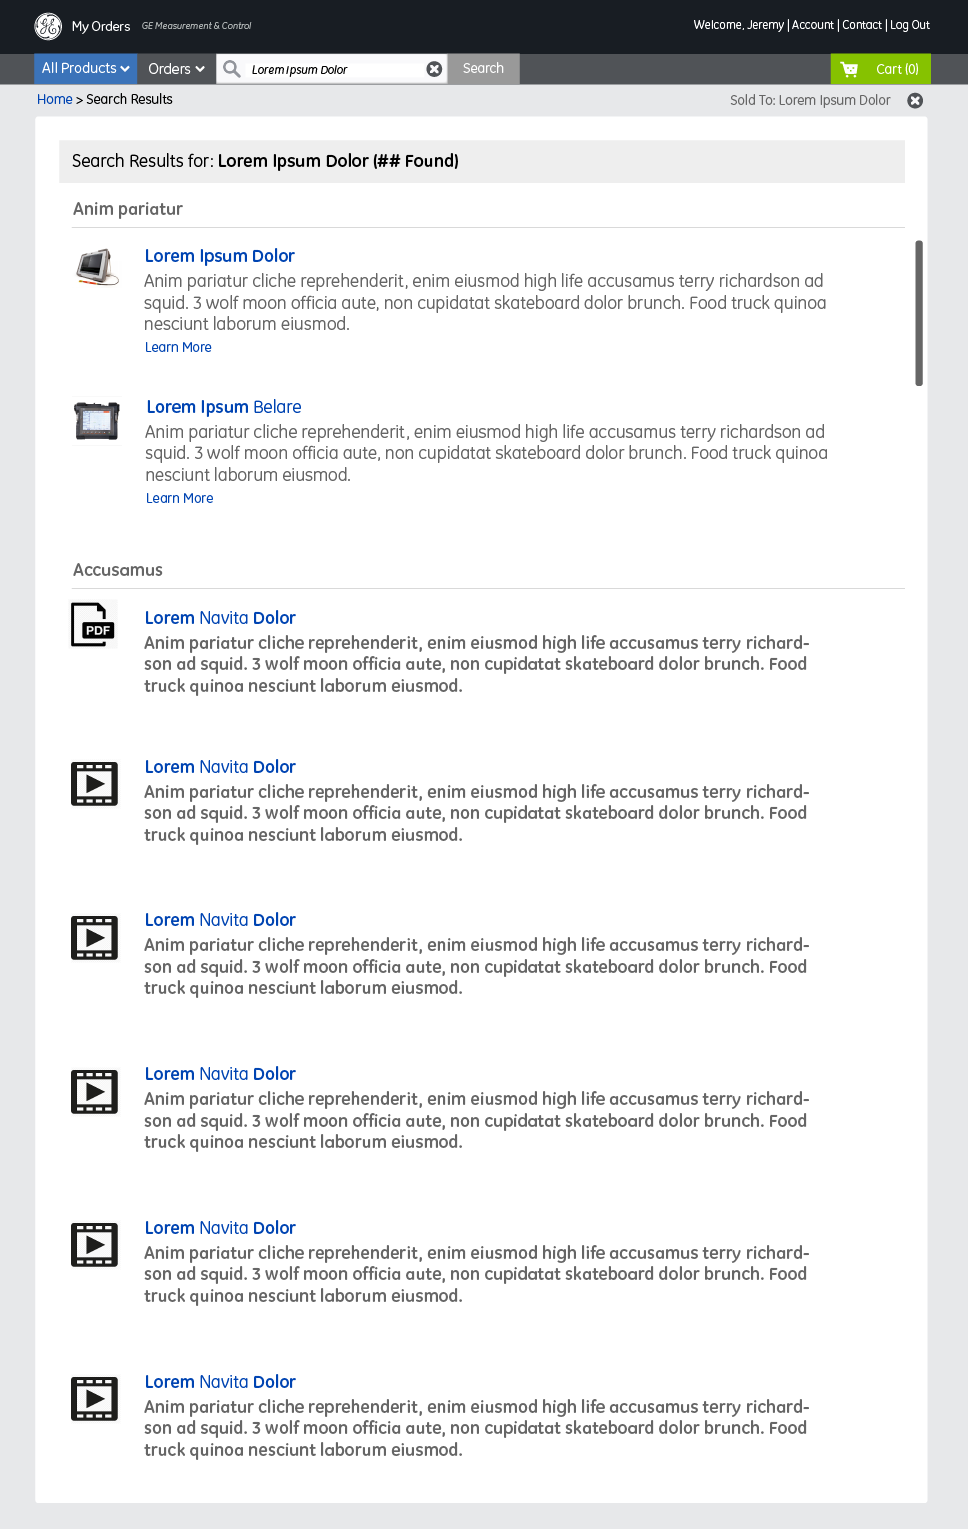 My Orders GE Measurement & Control Welcome, Jeremy | Account | Contact | Log Out
All Products Orders Lorem Ipsum Dolor Search Cart (0)
Home > Search Results Sold To: Lorem Ipsum Dolor
Search Results for: Lorem Ipsum Dolor (## Found)
Anim pariatur
Lorem Ipsum Dolor
Anim pariatur cliche reprehenderit, enim eiusmod high life accusamus terry richardson ad
squid. 3 wolf moon officia aute, non cupidatat skateboard dolor brunch. Food truck quinoa
nesciunt laborum eiusmod.
Learn More
Lorem Ipsum Belare
Anim pariatur cliche reprehenderit, enim eiusmod high life accusamus terry richardson ad
squid. 3 wolf moon officia aute, non cupidatat skateboard dolor brunch. Food truck quinoa
nesciunt laborum eiusmod.
Learn More
Accusamus
PDF
Lorem Navita Dolor
Anim pariatur cliche reprehenderit, enim eiusmod high life accusamus terry richard-
son ad squid. 3 wolf moon officia aute, non cupidatat skateboard dolor brunch. Food
truck quinoa nesciunt laborum eiusmod.
Lorem Navita Dolor
Anim pariatur cliche reprehenderit, enim eiusmod high life accusamus terry richard-
son ad squid. 3 wolf moon officia aute, non cupidatat skateboard dolor brunch. Food
truck quinoa nesciunt laborum eiusmod.
Lorem Navita Dolor
Anim pariatur cliche reprehenderit, enim eiusmod high life accusamus terry richard-
son ad squid. 3 wolf moon officia aute, non cupidatat skateboard dolor brunch. Food
truck quinoa nesciunt laborum eiusmod.
Lorem Navita Dolor
Anim pariatur cliche reprehenderit, enim eiusmod high life accusamus terry richard-
son ad squid. 3 wolf moon officia aute, non cupidatat skateboard dolor brunch. Food
truck quinoa nesciunt laborum eiusmod.
Lorem Navita Dolor
Anim pariatur cliche reprehenderit, enim eiusmod high life accusamus terry richard-
son ad squid. 3 wolf moon officia aute, non cupidatat skateboard dolor brunch. Food
truck quinoa nesciunt laborum eiusmod.
Lorem Navita Dolor
Anim pariatur cliche reprehenderit, enim eiusmod high life accusamus terry richard-
son ad squid. 3 wolf moon officia aute, non cupidatat skateboard dolor brunch. Food
truck quinoa nesciunt laborum eiusmod.